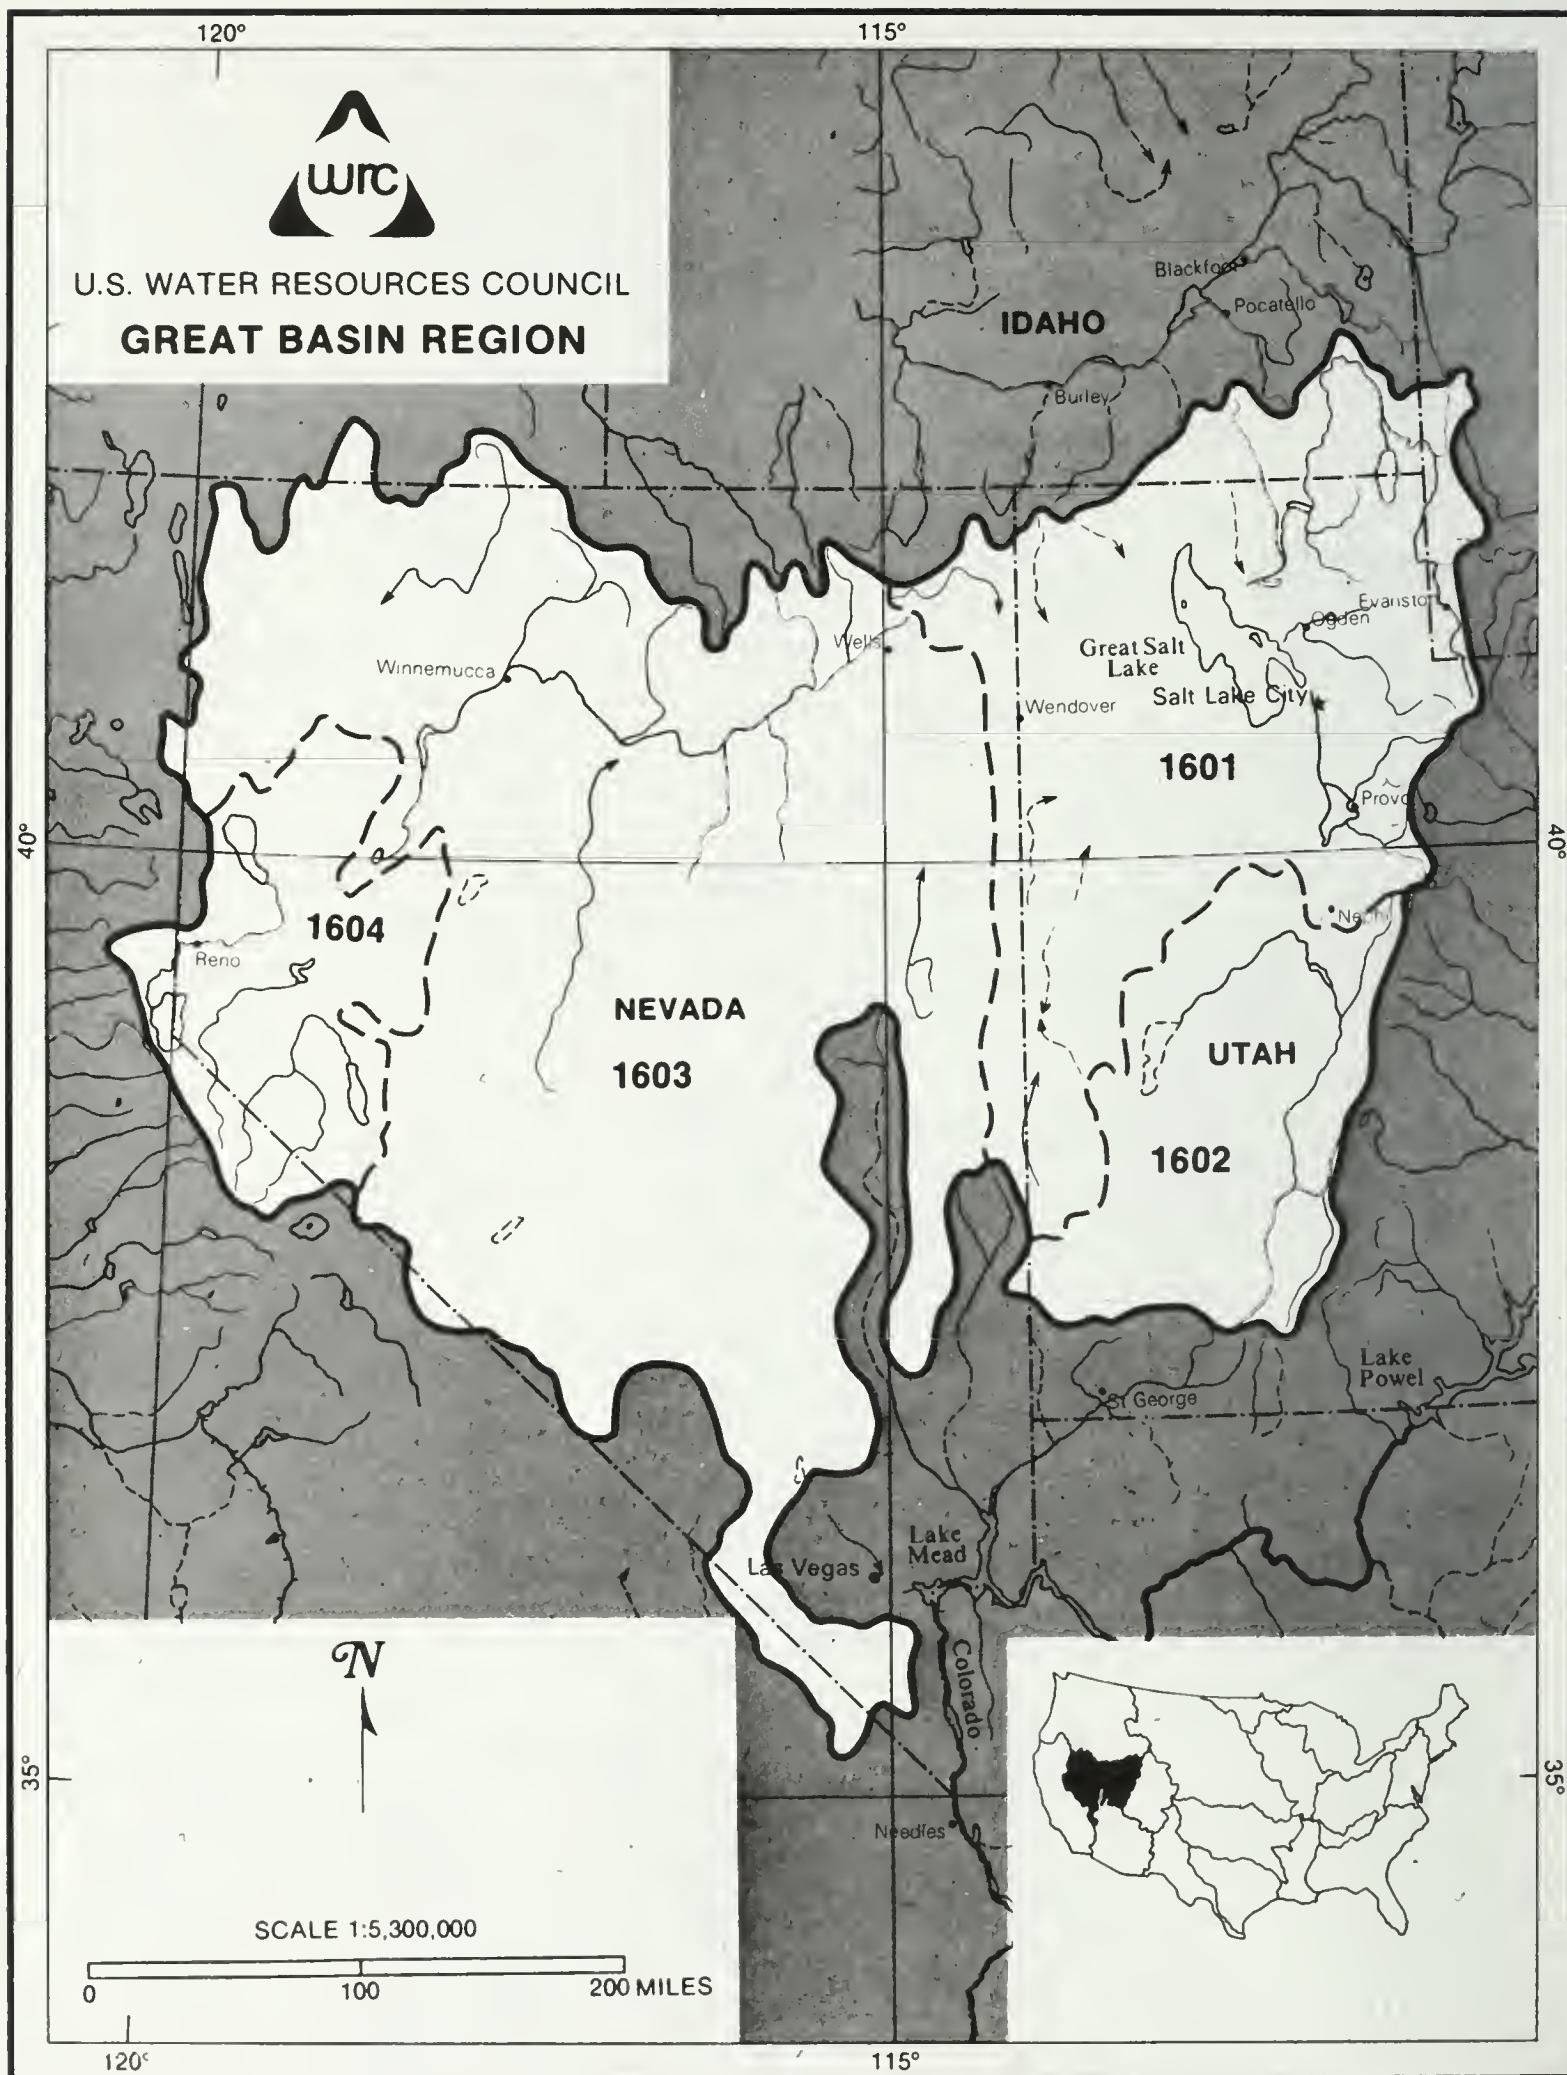 120°
115°
wrc
U.S. WATER RESOURCES COUNCIL
GREAT BASIN REGION
Blackfoot
Pocatello
IDAHO
Burley
Evanston
Ogden
Wells
Great Salt
Lake
Winnemucca
Salt Lake City
Wendover
1601
Provo
40°
40°
1604
Nephi
Reno
NEVADA
UTAH
1603
1602
Lake
Powel
St George
Lake
Mead
Las Vegas
N
Colorado
35°
35°
Needles
SCALE 1:5,300,000
0
100
200 MILES
120°
115°